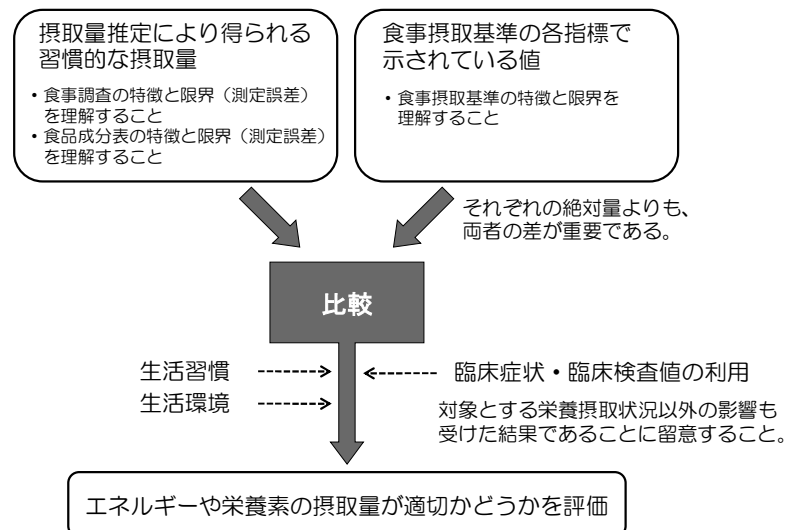 摂取量推定により得られる
習慣的な摂取量
・食事調査の特徴と限界（測定誤差）
を理解すること
・食品成分表の特徴と限界（測定誤差）
を理解すること
食事摂取基準の各指標で
示されている値
・食事摂取基準の特徴と限界を
理解すること
それぞれの絶対量よりも、
両者の差が重要である。
比較
生活習慣
生活環境
臨床症状・臨床検査値の利用
対象とする栄養摂取状況以外の影響も
受けた結果であることに留意すること。
エネルギーや栄養素の摂取量が適切かどうかを評価